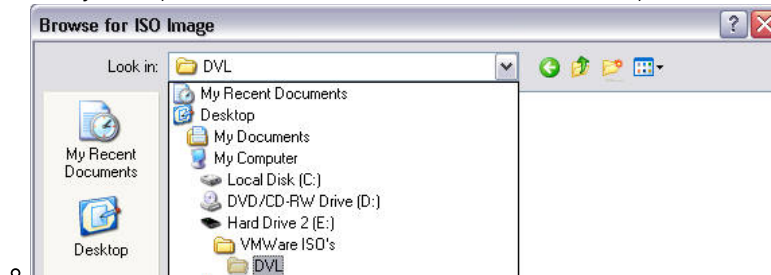 Browse for ISO Image
Look in: DVL
My Recent Documents
Desktop
My Documents
My Computer
Local Disk (C:)
DVD/CD-RW Drive (D:)
Hard Drive 2 (E:)
VMWare ISO's
DVL
My Recent
Documents
Desktop